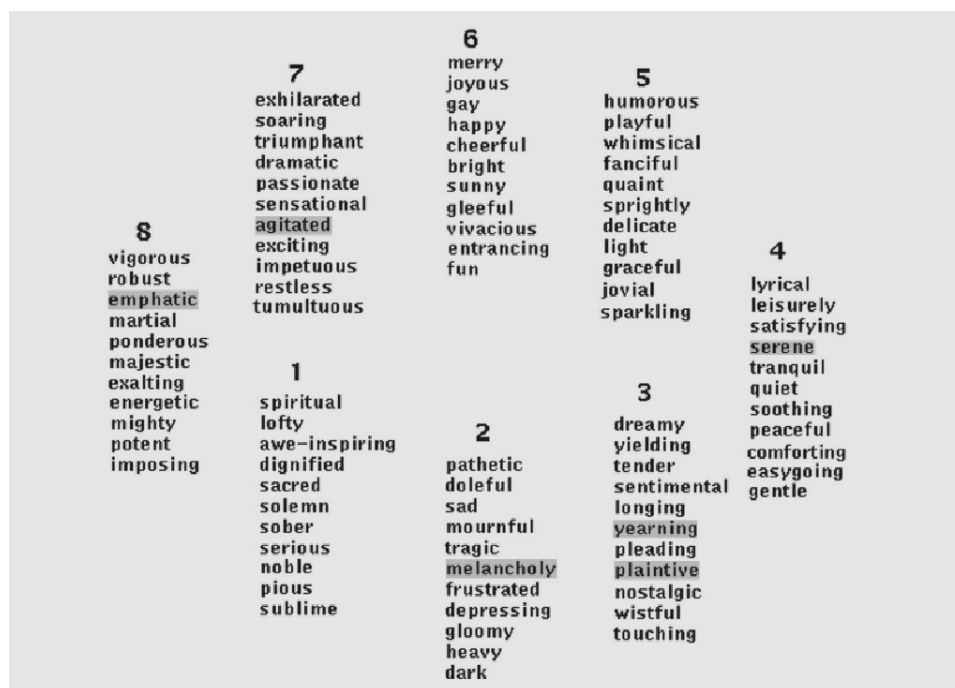 6
merry
joyous
gay
happy
cheerful
bright
sunny
gleeful
vivacious
entrancing
fun
7
exhilarated
soaring
triumphant
dramatic
passionate
sensational
agitated
exciting
impetuous
restless
tumultuous
5
humorous
playful
whimsical
fanciful
quaint
sprightly
delicate
light
graceful
jovial
sparkling
8
vigorous
robust
emphatic
martial
ponderous
majestic
exalting
energetic
mighty
potent
imposing
4
lyrical
leisurely
satisfying
serene
tranquil
quiet
soothing
peaceful
comforting
easygoing
gentle
1
spiritual
lofty
awe-inspiring
dignified
sacred
solemn
sober
serious
noble
pious
sublime
2
pathetic
doleful
sad
mournful
tragic
melancholy
frustrated
depressing
gloomy
heavy
dark
3
dreamy
yielding
tender
sentimental
longing
yearning
pleading
plaintive
nostalgic
wistful
touching